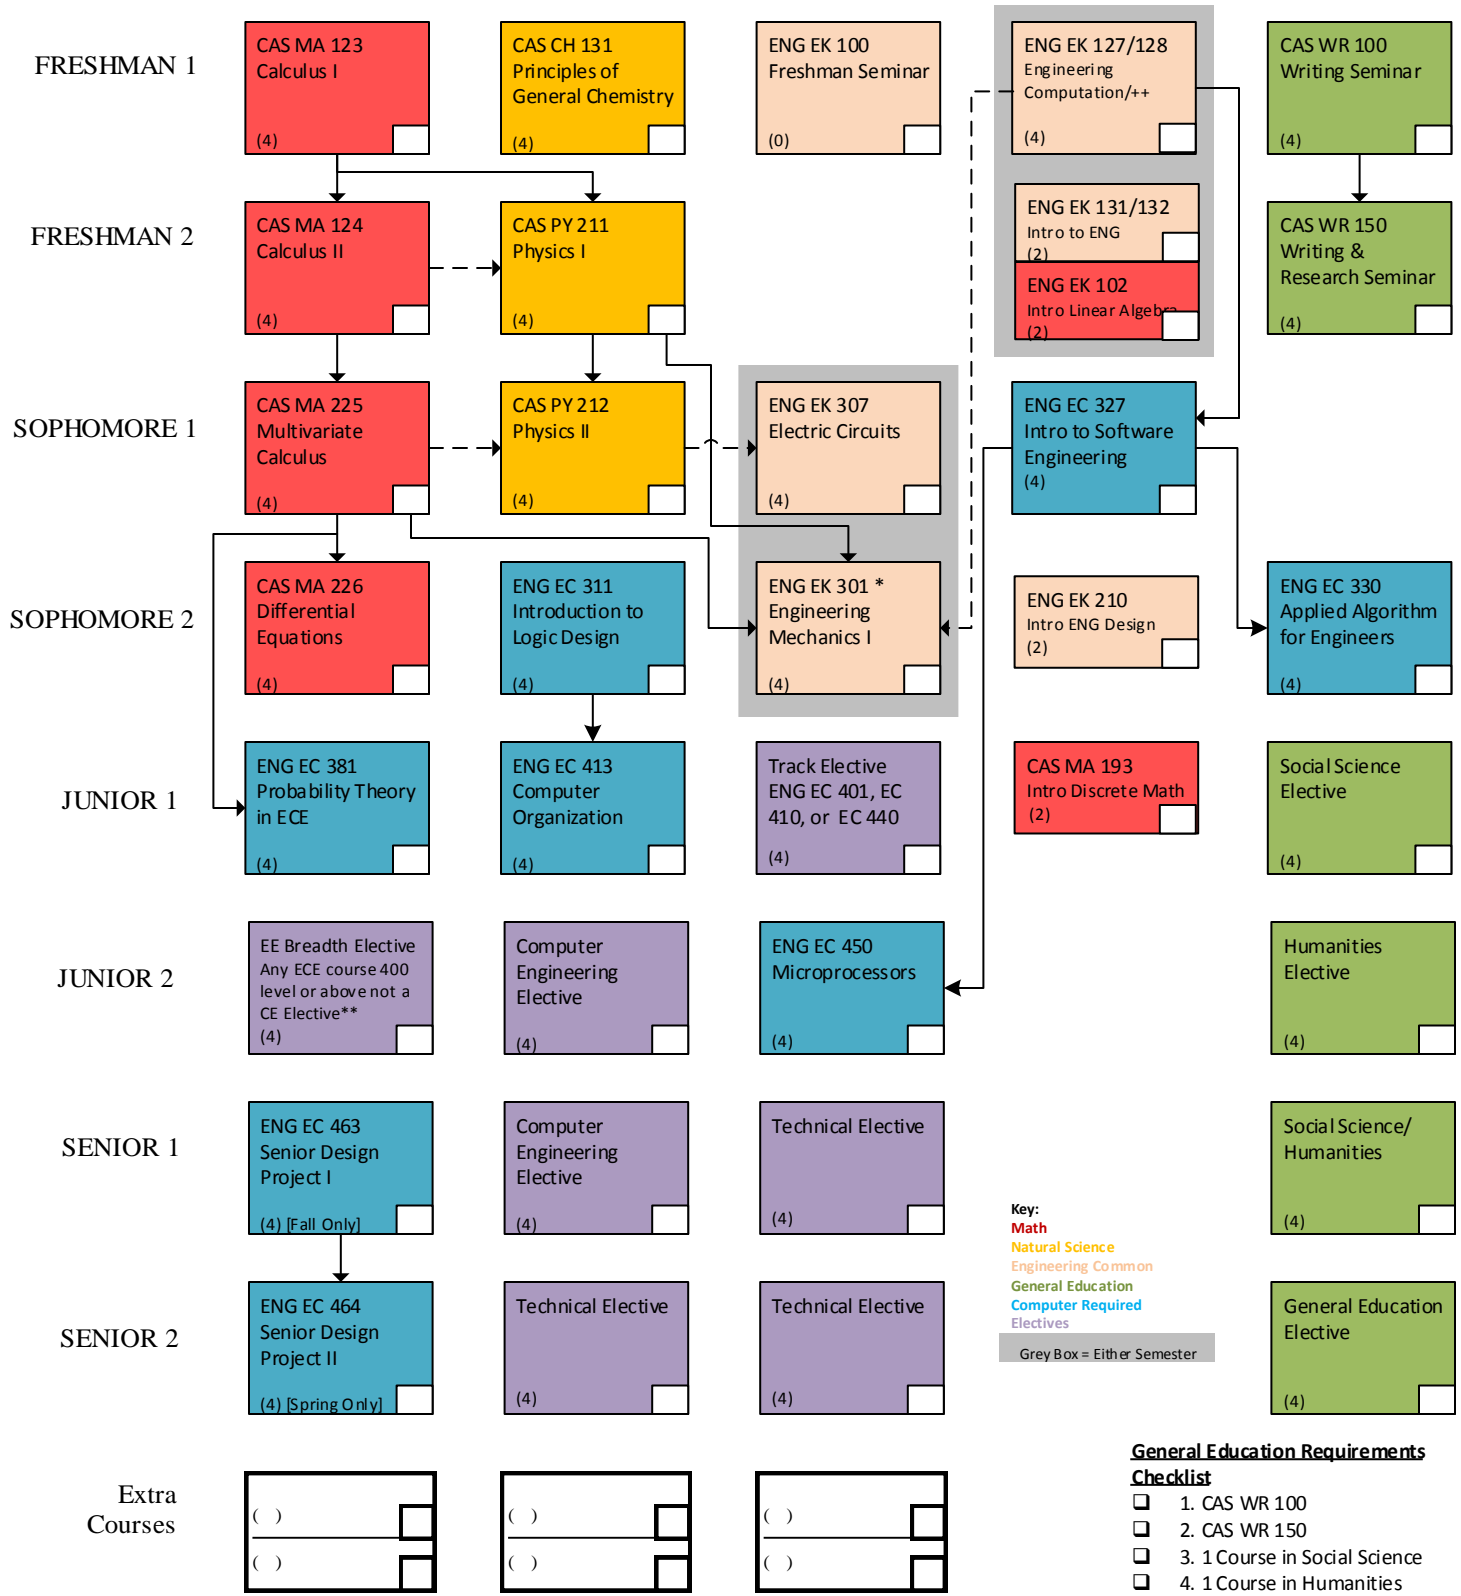 FRESHMAN 1
CAS MA 123
Calculus I
(4)
CAS CH 131
Principles of
General Chemistry
(4)
ENG EK 100
Freshman Seminar
(0)
ENG EK 127/128
Engineering
Computation/++
(4)
CAS WR 100
Writing Seminar
(4)
FRESHMAN 2
CAS MA 124
Calculus II
(4)
CAS PY 211
Physics I
(4)
ENG EK 131/132
Intro to ENG
(2)
ENG EK 102
Intro Linear Algebra
(2)
CAS WR 150
Writing &
Research Seminar
(4)
SOPHOMORE 1
CAS MA 225
Multivariate
Calculus
(4)
CAS PY 212
Physics II
(4)
ENG EK 307
Electric Circuits
(4)
ENG EC 327
Intro to Software
Engineering
(4)
SOPHOMORE 2
CAS MA 226
Differential
Equations
(4)
ENG EC 311
Introduction to
Logic Design
(4)
ENG EK 301 *
Engineering
Mechanics I
(4)
ENG EK 210
Intro ENG Design
(2)
ENG EC 330
Applied Algorithm
for Engineers
(4)
JUNIOR 1
ENG EC 381
Probability Theory
in ECE
(4)
ENG EC 413
Computer
Organization
(4)
Track Elective
ENG EC 401, EC
410, or EC 440
(4)
CAS MA 193
Intro Discrete Math
(2)
Social Science
Elective
(4)
JUNIOR 2
EE Breadth Elective
Any ECE course 400
level or above not a
CE Elective**
(4)
Computer
Engineering
Elective
(4)
ENG EC 450
Microprocessors
(4)
Humanities
Elective
(4)
SENIOR 1
ENG EC 463
Senior Design
Project I
(4) [Fall Only]
Computer
Engineering
Elective
(4)
Technical Elective
(4)
Social Science/
Humanities
(4)
Key:
Math
Natural Science
Engineering Common
General Education
Computer Required
Electives
Grey Box = Either Semester
SENIOR 2
ENG EC 464
Senior Design
Project II
(4) [Spring Only]
Technical Elective
(4)
Technical Elective
(4)
General Education
Elective
(4)
Extra
Courses
( )
( )
( )
( )
( )
( )
General Education Requirements
Checklist
❑ 1. CAS WR 100
❑ 2. CAS WR 150
❑ 3. 1 Course in Social Science
❑ 4. 1 Course in Humanities